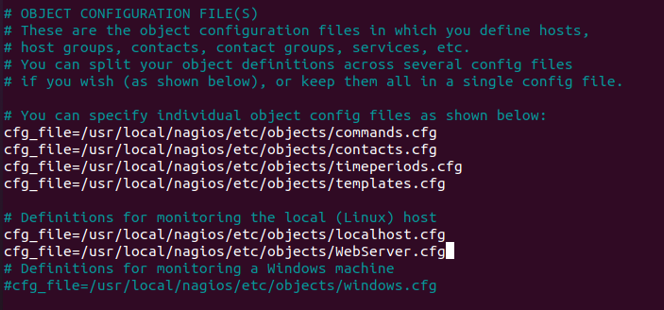 # OBJECT CONFIGURATION FILE(S)
# These are the object configuration files in which you define hosts,
# host groups, contacts, contact groups, services, etc.
# You can split your object definitions across several config files
# if you wish (as shown below), or keep them all in a single config file.
# You can specify individual object config files as shown below:
cfg_file=/usr/local/nagios/etc/objects/commands.cfg
cfg_file=/usr/local/nagios/etc/objects/contacts.cfg
cfg_file=/usr/local/nagios/etc/objects/timeperiods.cfg
cfg_file=/usr/local/nagios/etc/objects/templates.cfg
# Definitions for monitoring the local (Linux) host
cfg_file=/usr/local/nagios/etc/objects/localhost.cfg
cfg_file=/usr/local/nagios/etc/objects/WebServer.cfg
# Definitions for monitoring a Windows machine
#cfg_file=/usr/local/nagios/etc/objects/windows.cfg